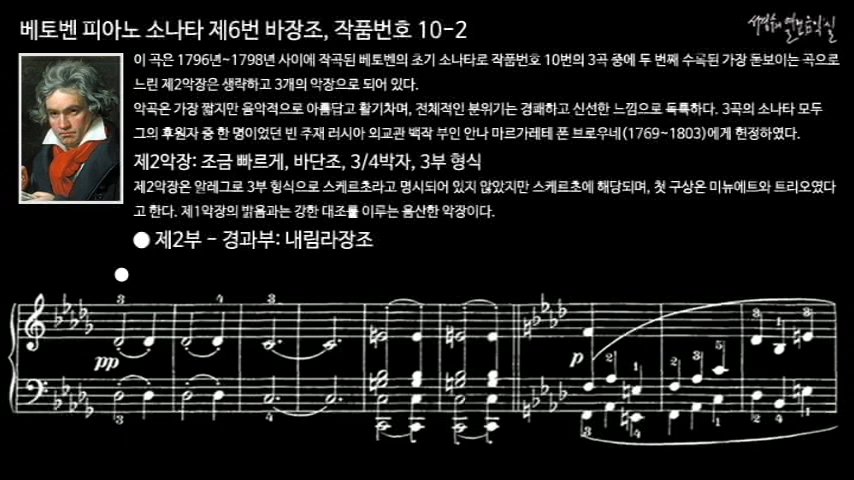 베토벤 피아노 소나타 제6번 바장조, 작품번호 10-2
이 곡은 1796년~1798년 사이에 작곡된 베토벤의 초기 소나타로 작품번호 10번의 3곡 중에 두 번째 수록된 가장 돋보이는 곡으로
느린 제2악장은 생략하고 3개의 악장으로 되어 있다.
악곡은 가장 짧지만 음악적으로 아름답고 활기차며, 전체적인 분위기는 경쾌하고 신선한 느낌으로 독특하다. 3곡의 소나타 모두
그의 후원자 중 한 명이었던 빈 주재 러시아 외교관 백작 부인 안나 마르가레테 폰 브로우네(1769~1803)에게 헌정하였다.
제2악장: 조금 빠르게, 바단조, 3/4박자, 3부 형식
제2악장은 알레그로 3부 형식으로 스케르초라고 명시되어 있지 않았지만 스케르초에 해당되며, 첫 구상은 미뉴에트와 트리오였다
고 한다. 제1악장의 밝음과는 강한 대조를 이루는 음산한 악장이다.
● 제2부 - 경과부: 내림라장조
3 4 3
pp
p